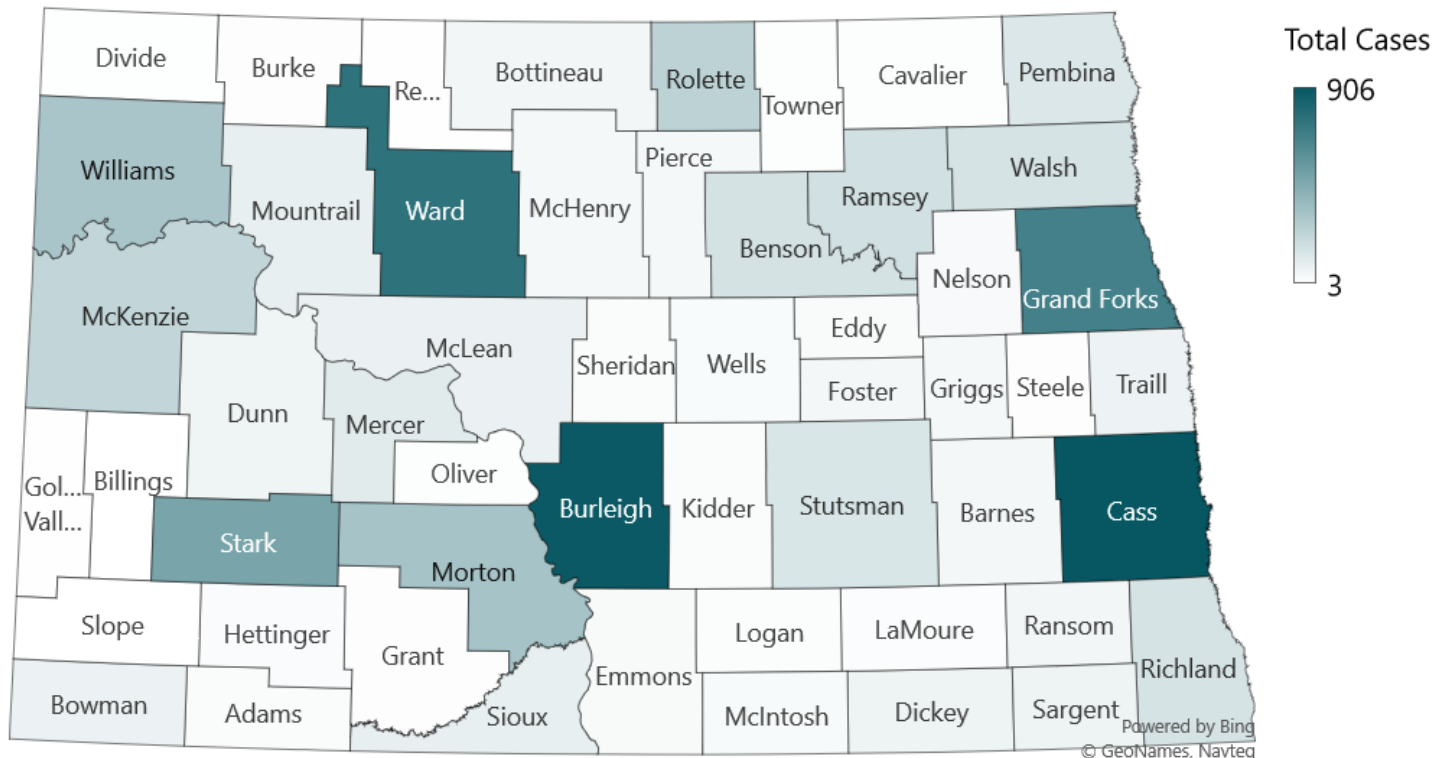 Total Cases
906
3
Divide
Burke
Re...
Bottineau
Rolette
Towner
Cavalier
Pembina
Williams
Mountrail
Ward
McHenry
Pierce
Benson
Ramsey
Walsh
Nelson
Grand Forks
McKenzie
McLean
Sheridan
Wells
Eddy
Foster
Griggs
Steele
Traill
Dunn
Mercer
Oliver
Gol...
Vall...
Billings
Stark
Morton
Burleigh
Kidder
Stutsman
Barnes
Cass
Slope
Hettinger
Grant
Emmons
Logan
LaMoure
Ransom
Richland
Bowman
Adams
Sioux
McIntosh
Dickey
Sargent
Powered by Bing
© GeoNames, Navteq